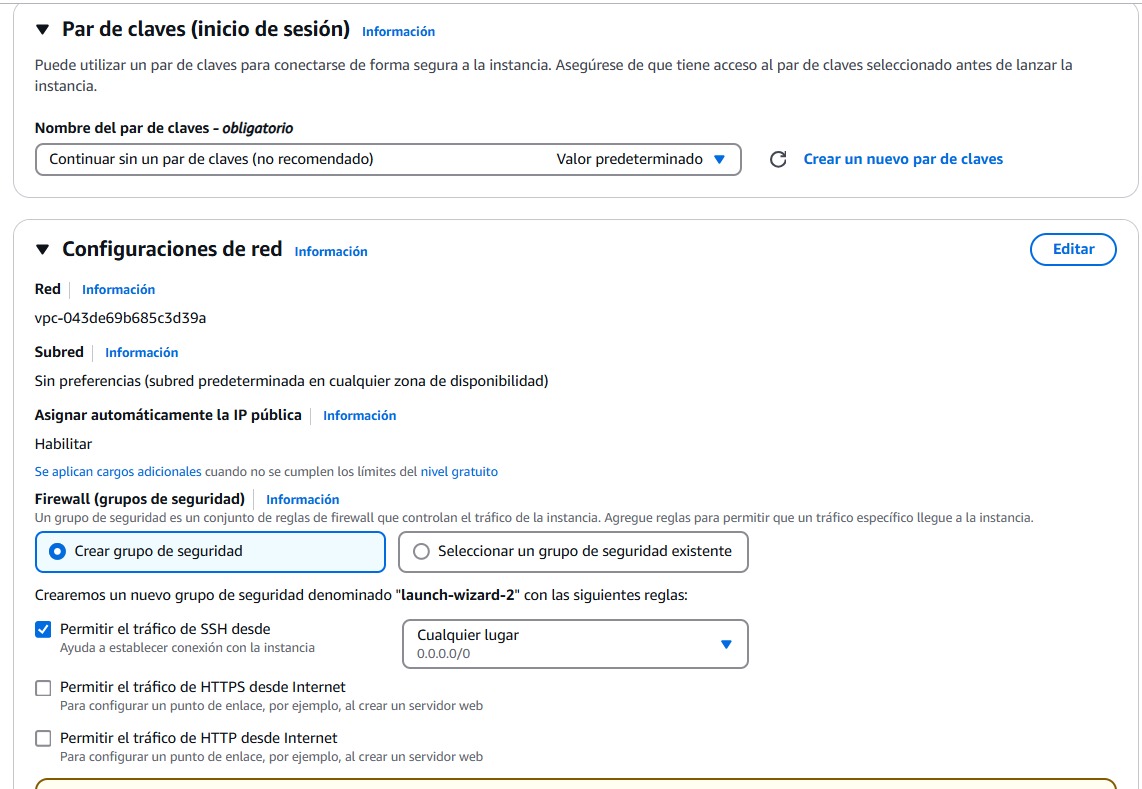 Par de claves (inicio de sesión) Información
Puede utilizar un par de claves para conectarse de forma segura a la instancia. Asegúrese de que tiene acceso al par de claves seleccionado antes de lanzar la
instancia.
Nombre del par de claves - obligatorio
Continuar sin un par de claves (no recomendado) Valor predeterminado
Crear un nuevo par de claves
Configuraciones de red Información
Editar
Red Información
vpc-043de69b685c3d39a
Subred Información
Sin preferencias (subred predeterminada en cualquier zona de disponibilidad)
Asignar automáticamente la IP pública Información
Habilitar
Se aplican cargos adicionales cuando no se cumplen los límites del nivel gratuito
Firewall (grupos de seguridad) Información
Un grupo de seguridad es un conjunto de reglas de firewall que controlan el tráfico de la instancia. Agregue reglas para permitir que un tráfico específico llegue a la instancia.
Crear grupo de seguridad
Seleccionar un grupo de seguridad existente
Crearemos un nuevo grupo de seguridad denominado "launch-wizard-2" con las siguientes reglas:
Permitir el tráfico de SSH desde
Ayuda a establecer conexión con la instancia
Cualquier lugar
0.0.0.0/0
Permitir el tráfico de HTTPS desde Internet
Para configurar un punto de enlace, por ejemplo, al crear un servidor web
Permitir el tráfico de HTTP desde Internet
Para configurar un punto de enlace, por ejemplo, al crear un servidor web